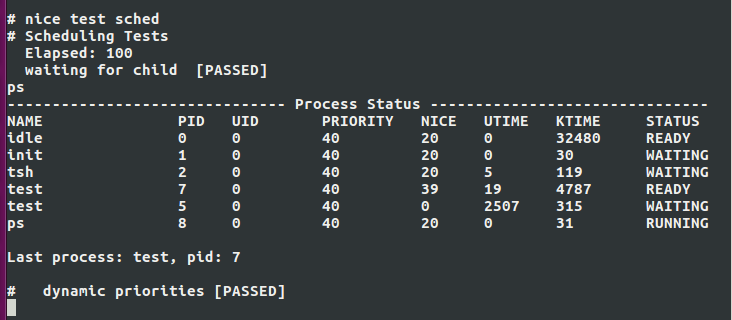 # nice test sched
# Scheduling Tests
  Elapsed: 100
  waiting for child  [PASSED]
ps
------------------------------- Process Status -------------------------------
NAME               PID   UID         PRIORITY   NICE   UTIME   KTIME     STATUS
idle               0     0           40         20     0       32480     READY
init               1     0           40         20     0       30        WAITING
tsh                2     0           40         20     5       119       WAITING
test               7     0           40         39     19      4787      READY
test               5     0           40         0      2507    315       WAITING
ps                 8     0           40         20     0       31        RUNNING
Last process: test, pid: 7
#   dynamic priorities [PASSED]